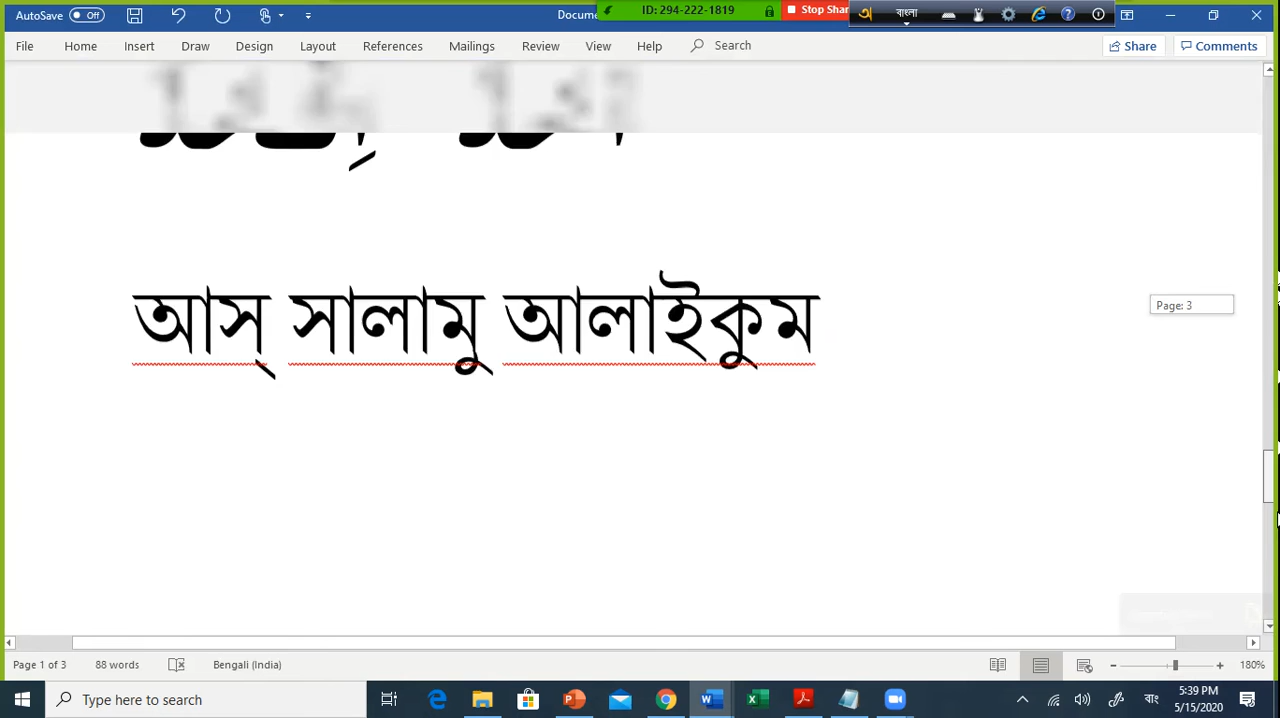 AutoSave Off Docume ID: 294-222-1819 Stop Shar বাংলা
File Home Insert Draw Design Layout References Mailings Review View Help Search Share Comments
আস্ সালামু আলাইকুম
Page: 3
Page 1 of 3 88 words Bengali (India) 180%
Type here to search বাং 5:39 PM
5/15/2020